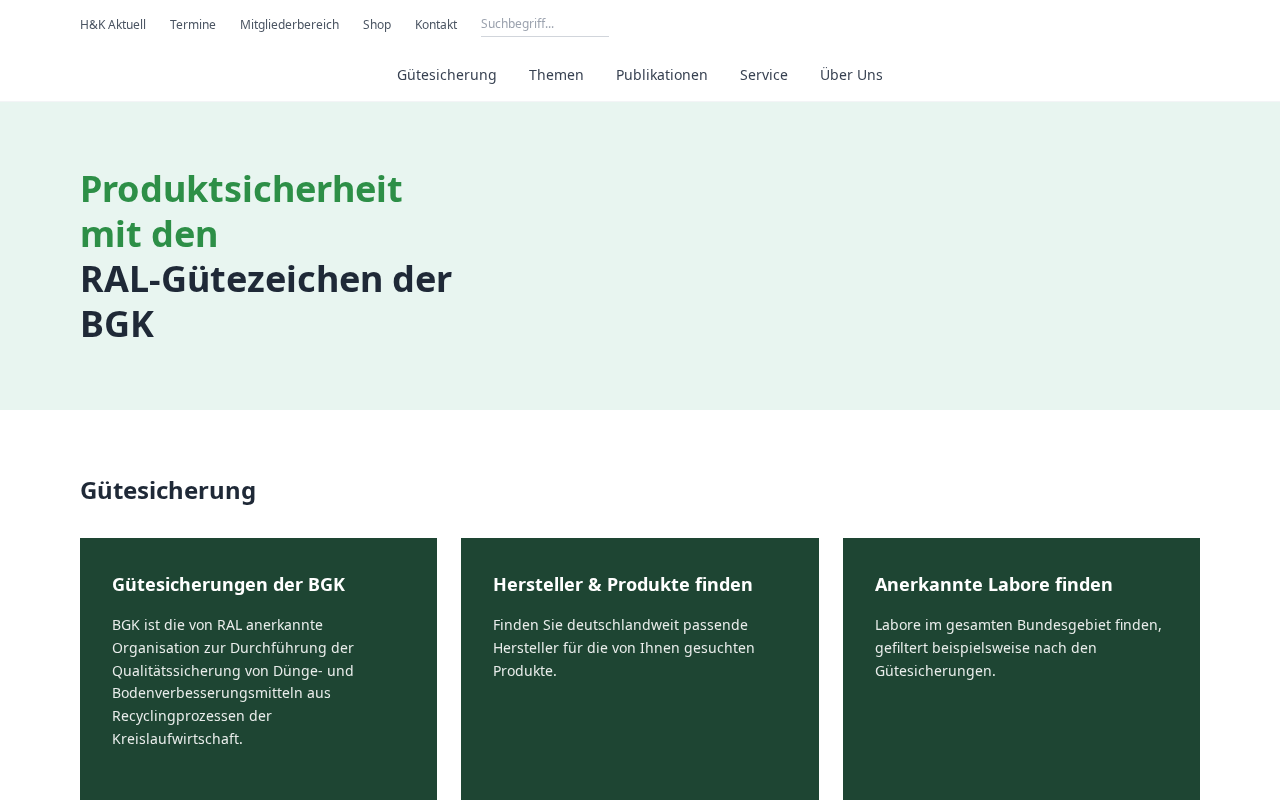 H&K Aktuell Termine Mitgliederbereich Shop Kontakt Suchbegriff...
Gütesicherung Themen Publikationen Service Über Uns
Produktsicherheit
mit den
RAL-Gütezeichen der
BGK
Gütesicherung
Gütesicherungen der BGK
BGK ist die von RAL anerkannte
Organisation zur Durchführung der
Qualitätssicherung von Dünge- und
Bodenverbesserungsmitteln aus
Recyclingprozessen der
Kreislaufwirtschaft.
Hersteller & Produkte finden
Finden Sie deutschlandweit passende
Hersteller für die von Ihnen gesuchten
Produkte.
Anerkannte Labore finden
Labore im gesamten Bundesgebiet finden,
gefiltert beispielsweise nach den
Gütesicherungen.